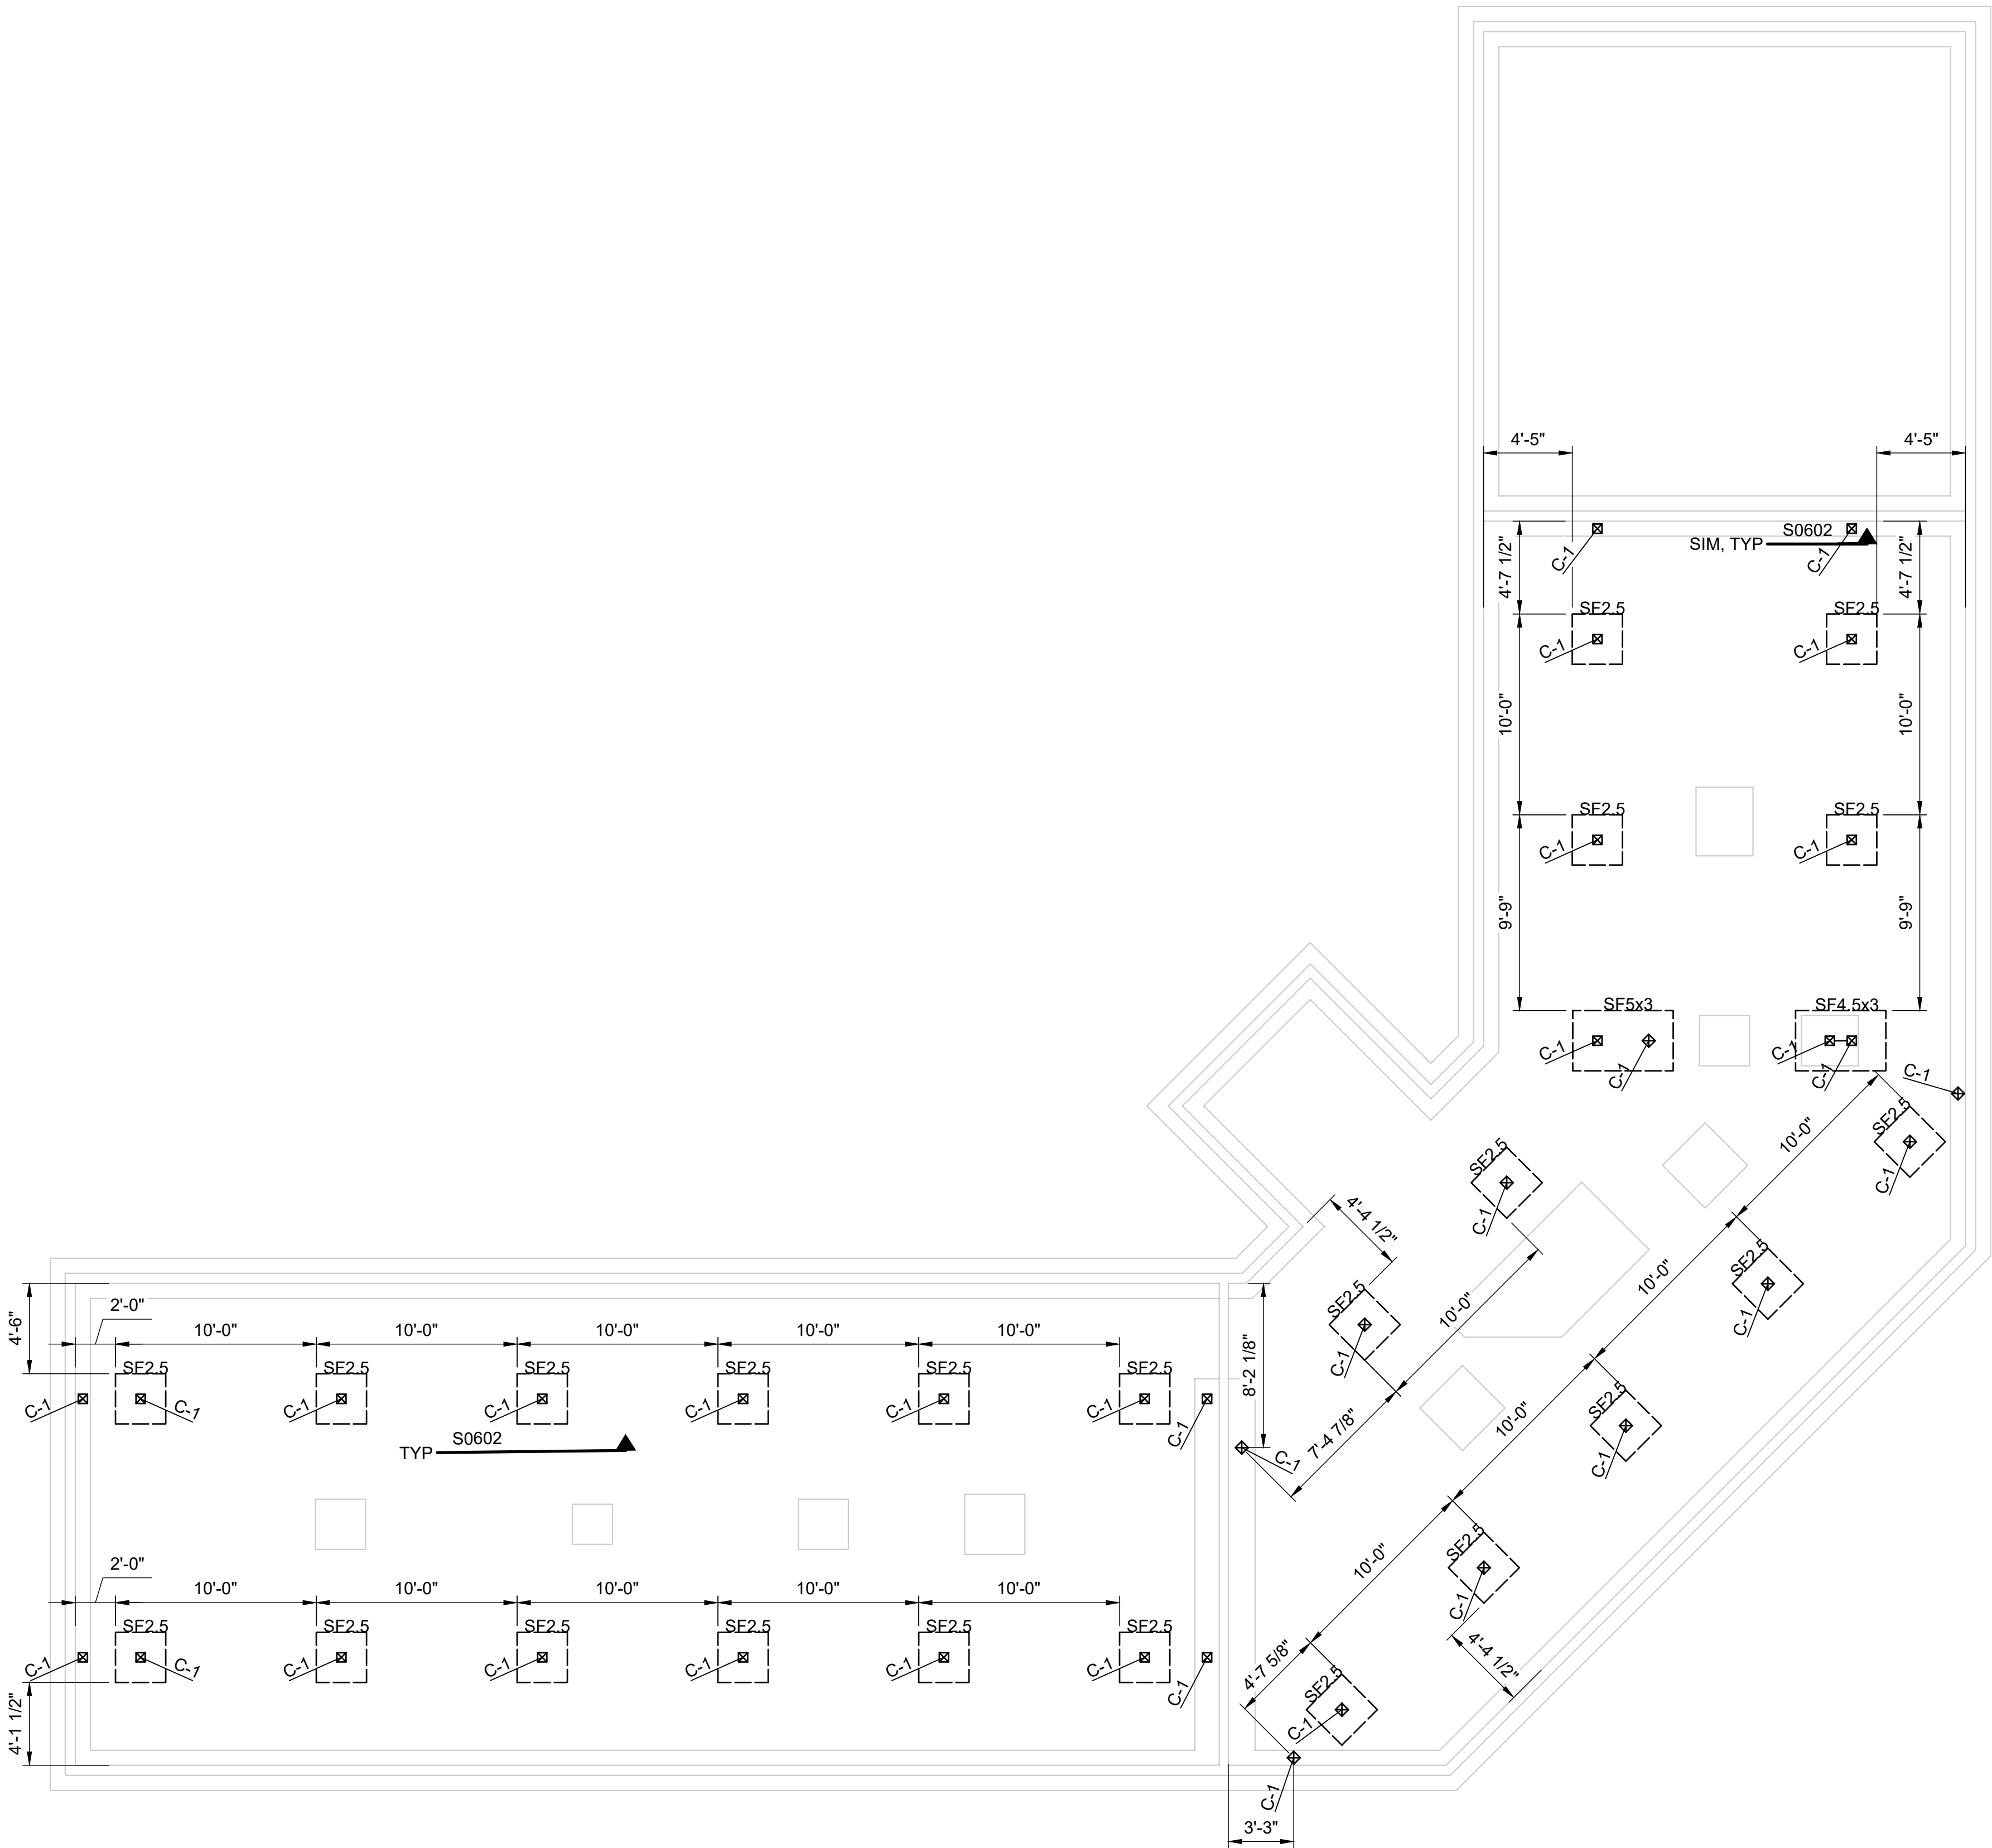 4'-5"
4'-5"
S0602
SIM, TYP
C-1
C-1
4'-7 1/2"
4'-7 1/2"
SF2.5
SF2.5
C-1
C-1
10'-0"
10'-0"
SF2.5
SF2.5
C-1
C-1
9'-9"
9'-9"
SF5x3
SF4.5x3
C-1
C-1
C-1
C-1
C-1
SF2.5
C-1
10'-0"
SF2.5
C-1
4'-4 1/2"
SF2.5
C-1
10'-0"
SF2.5
C-1
10'-0"
8'-2 1/8"
C-1
7'-4 7/8"
SF2.5
C-1
10'-0"
4'-6"
2'-0"
10'-0"
10'-0"
10'-0"
10'-0"
10'-0"
SF2.5
SF2.5
SF2.5
SF2.5
SF2.5
SF2.5
C-1
C-1
C-1
C-1
C-1
C-1
C-1
C-1
S0602
TYP
SF2.5
C-1
10'-0"
2'-0"
10'-0"
10'-0"
10'-0"
10'-0"
10'-0"
SF2.5
SF2.5
SF2.5
SF2.5
SF2.5
SF2.5
C-1
C-1
C-1
C-1
C-1
C-1
C-1
C-1
4'-1 1/2"
4'-7 5/8"
4'-4 1/2"
SF2.5
C-1
C-1
3'-3"